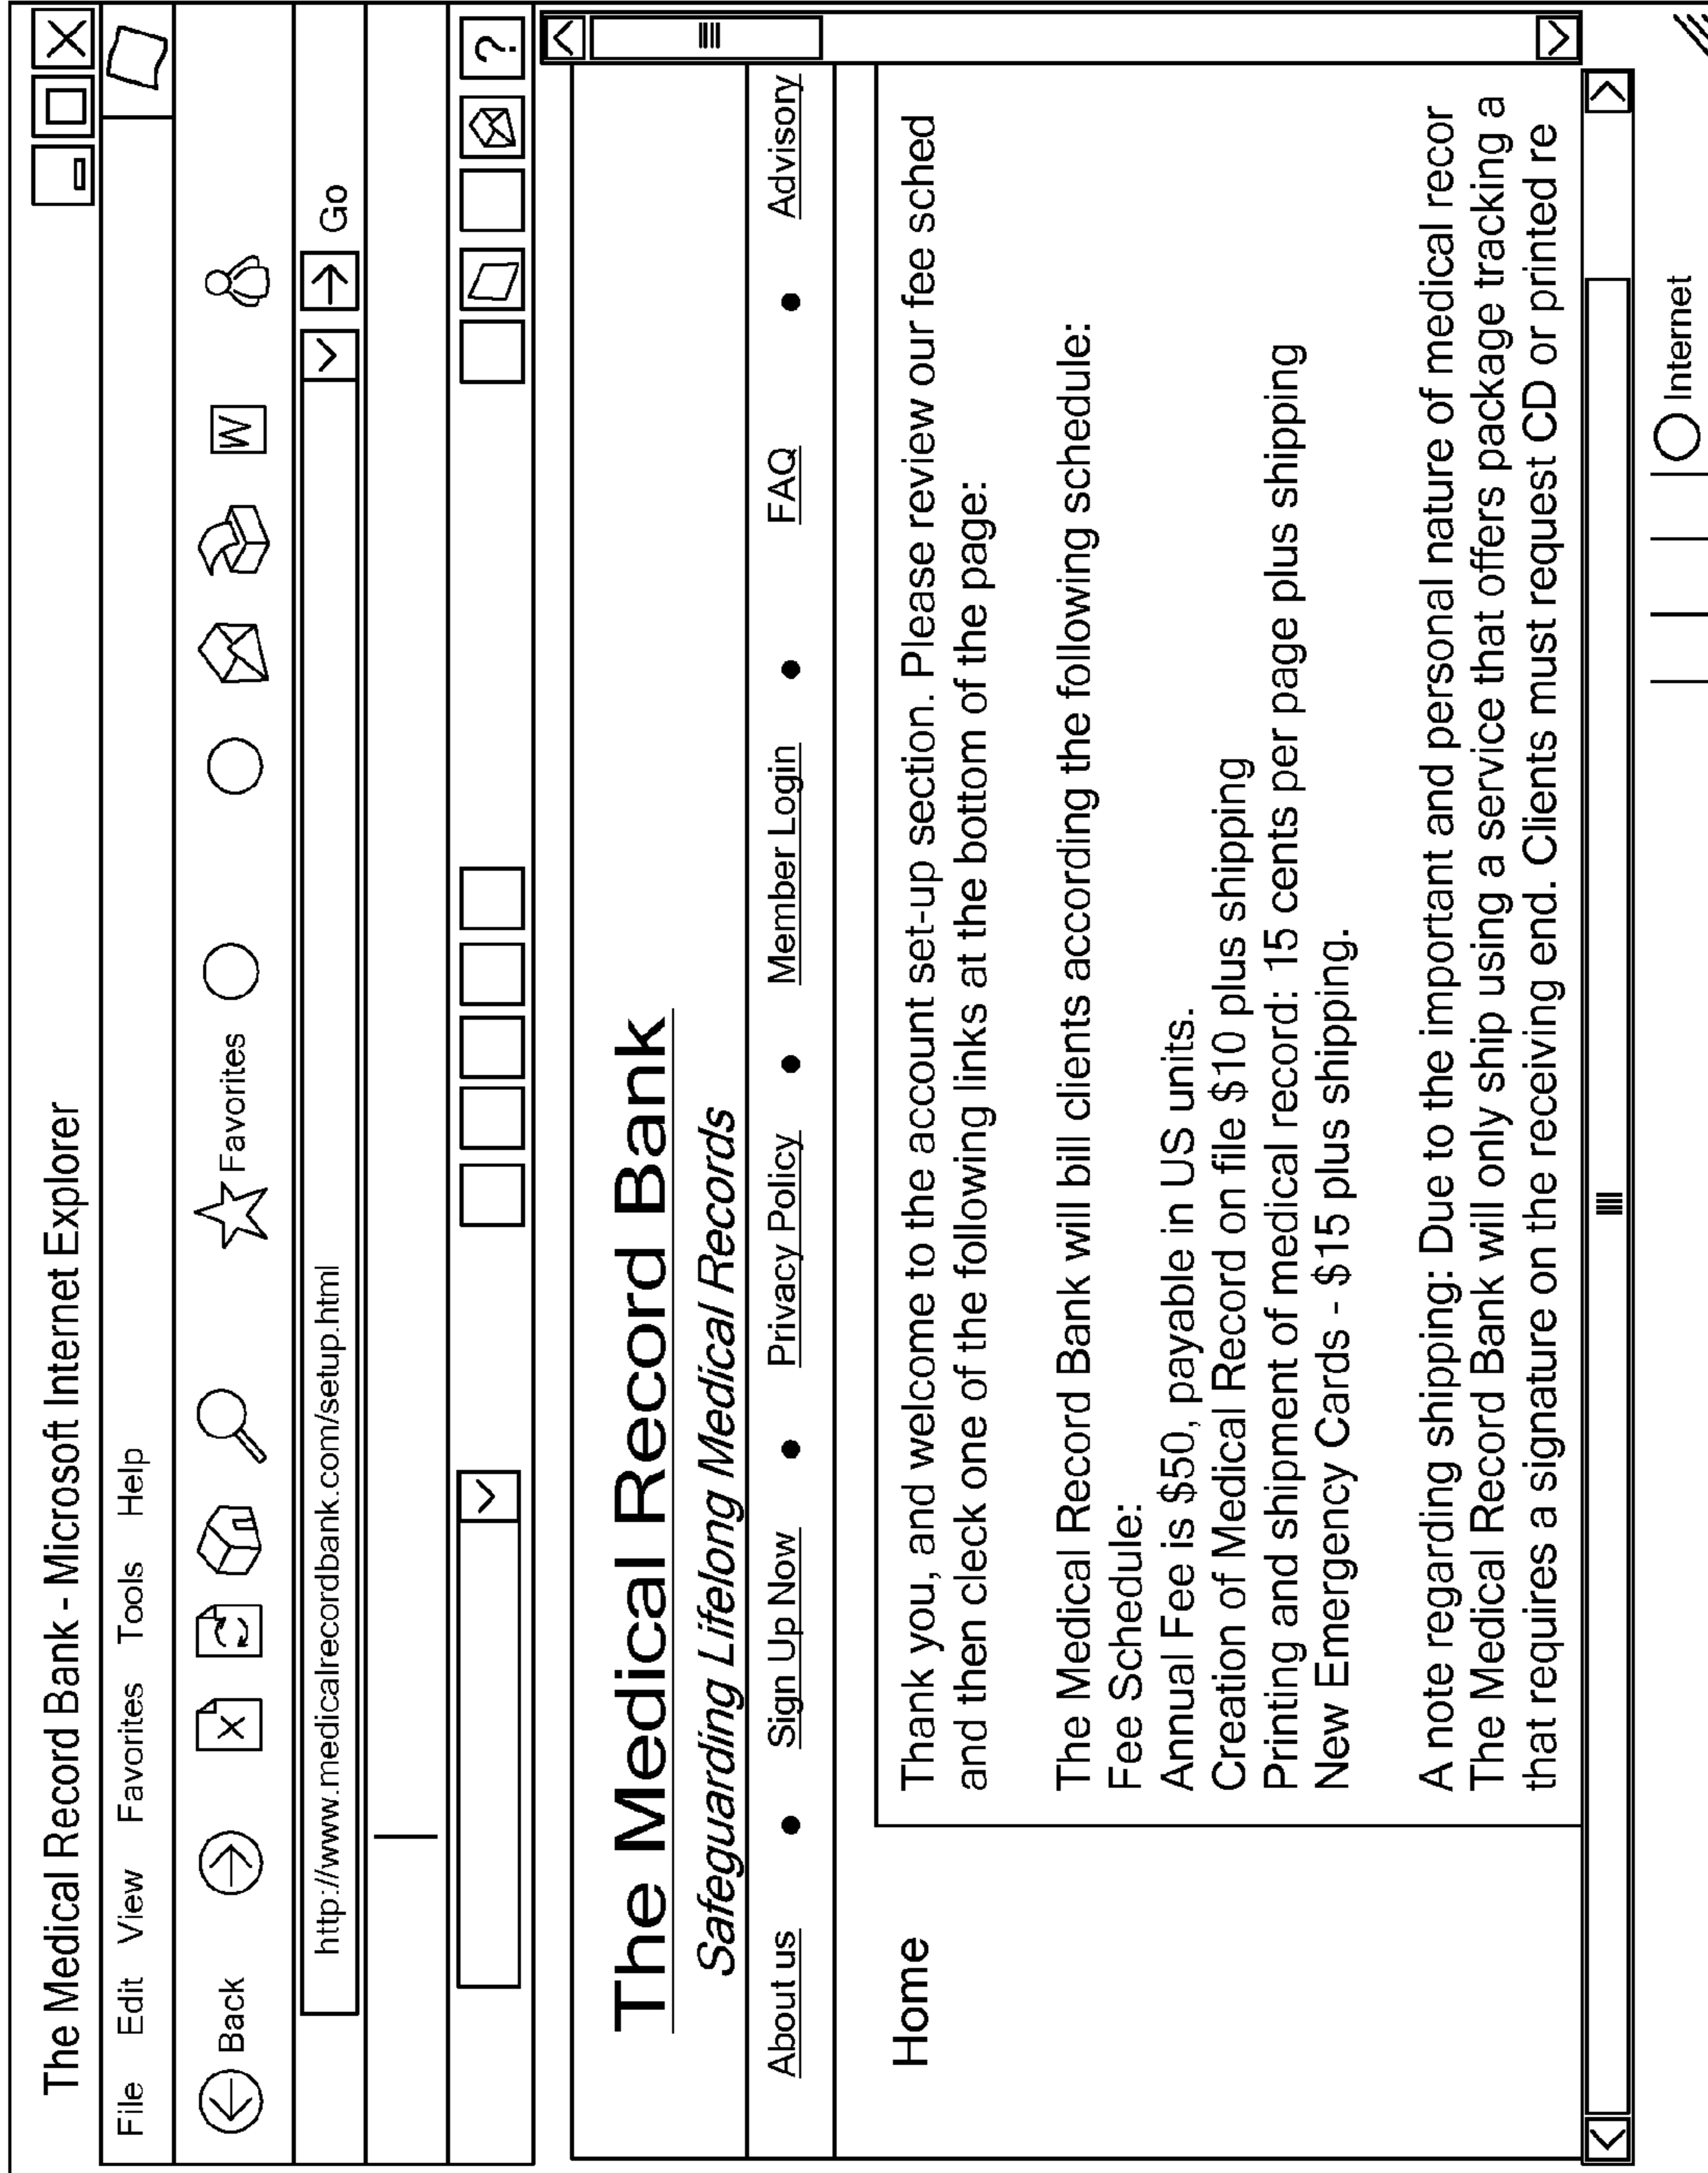 The Medical Record Bank - Microsoft Internet Explorer
File Edit View Favorites Tools Help
Back Favorites W
http://www.medicalrecordbank.com/setup.html Go
?
The Medical Record Bank
Safeguarding Lifelong Medical Records
About us • Sign Up Now • Privacy Policy • Member Login • FAQ • Advisory
Home
Thank you, and welcome to the account set-up section. Please review our fee sched
and then cleck one of the following links at the bottom of the page:
The Medical Record Bank will bill clients according the following schedule:
Fee Schedule:
Annual Fee is $50, payable in US units.
Creation of Medical Record on file $10 plus shipping
Printing and shipment of medical record: 15 cents per page plus shipping
New Emergency Cards - $15 plus shipping.
A note regarding shipping: Due to the important and personal nature of medical recor
The Medical Record Bank will only ship using a service that offers package tracking a
that requires a signature on the receiving end. Clients must request CD or printed re
Internet